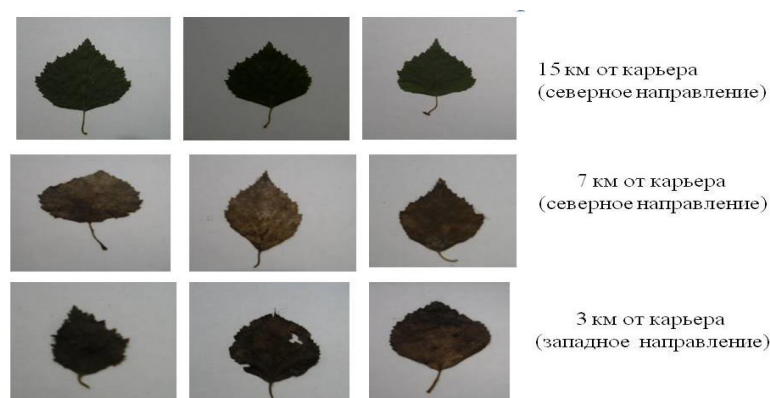 15 км от карьера
(северное направление)
7 км от карьера
(северное направление)
3 км от карьера
(западное направление)